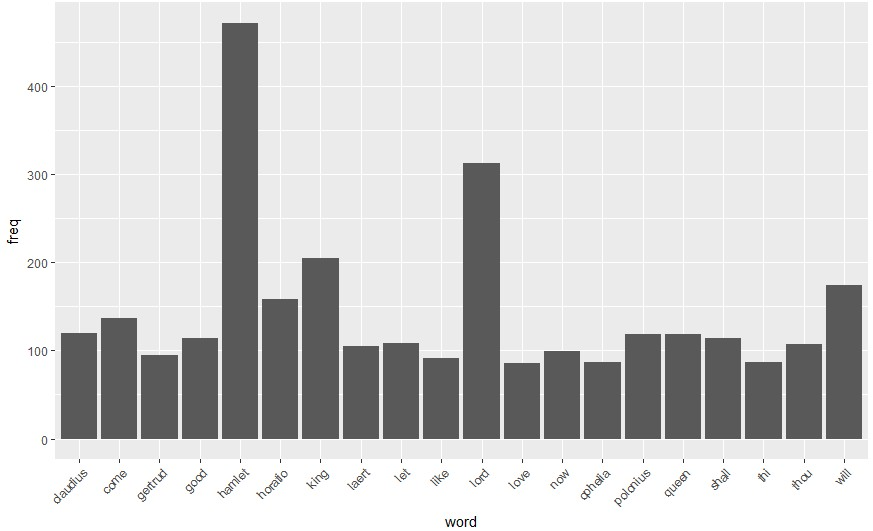 freq
400
300
200
100
0
claudius
come
gertrud
good
hamlet
horatio
king
laert
let
like
lord
love
now
ophelia
polonius
queen
shall
thi
thou
will
word